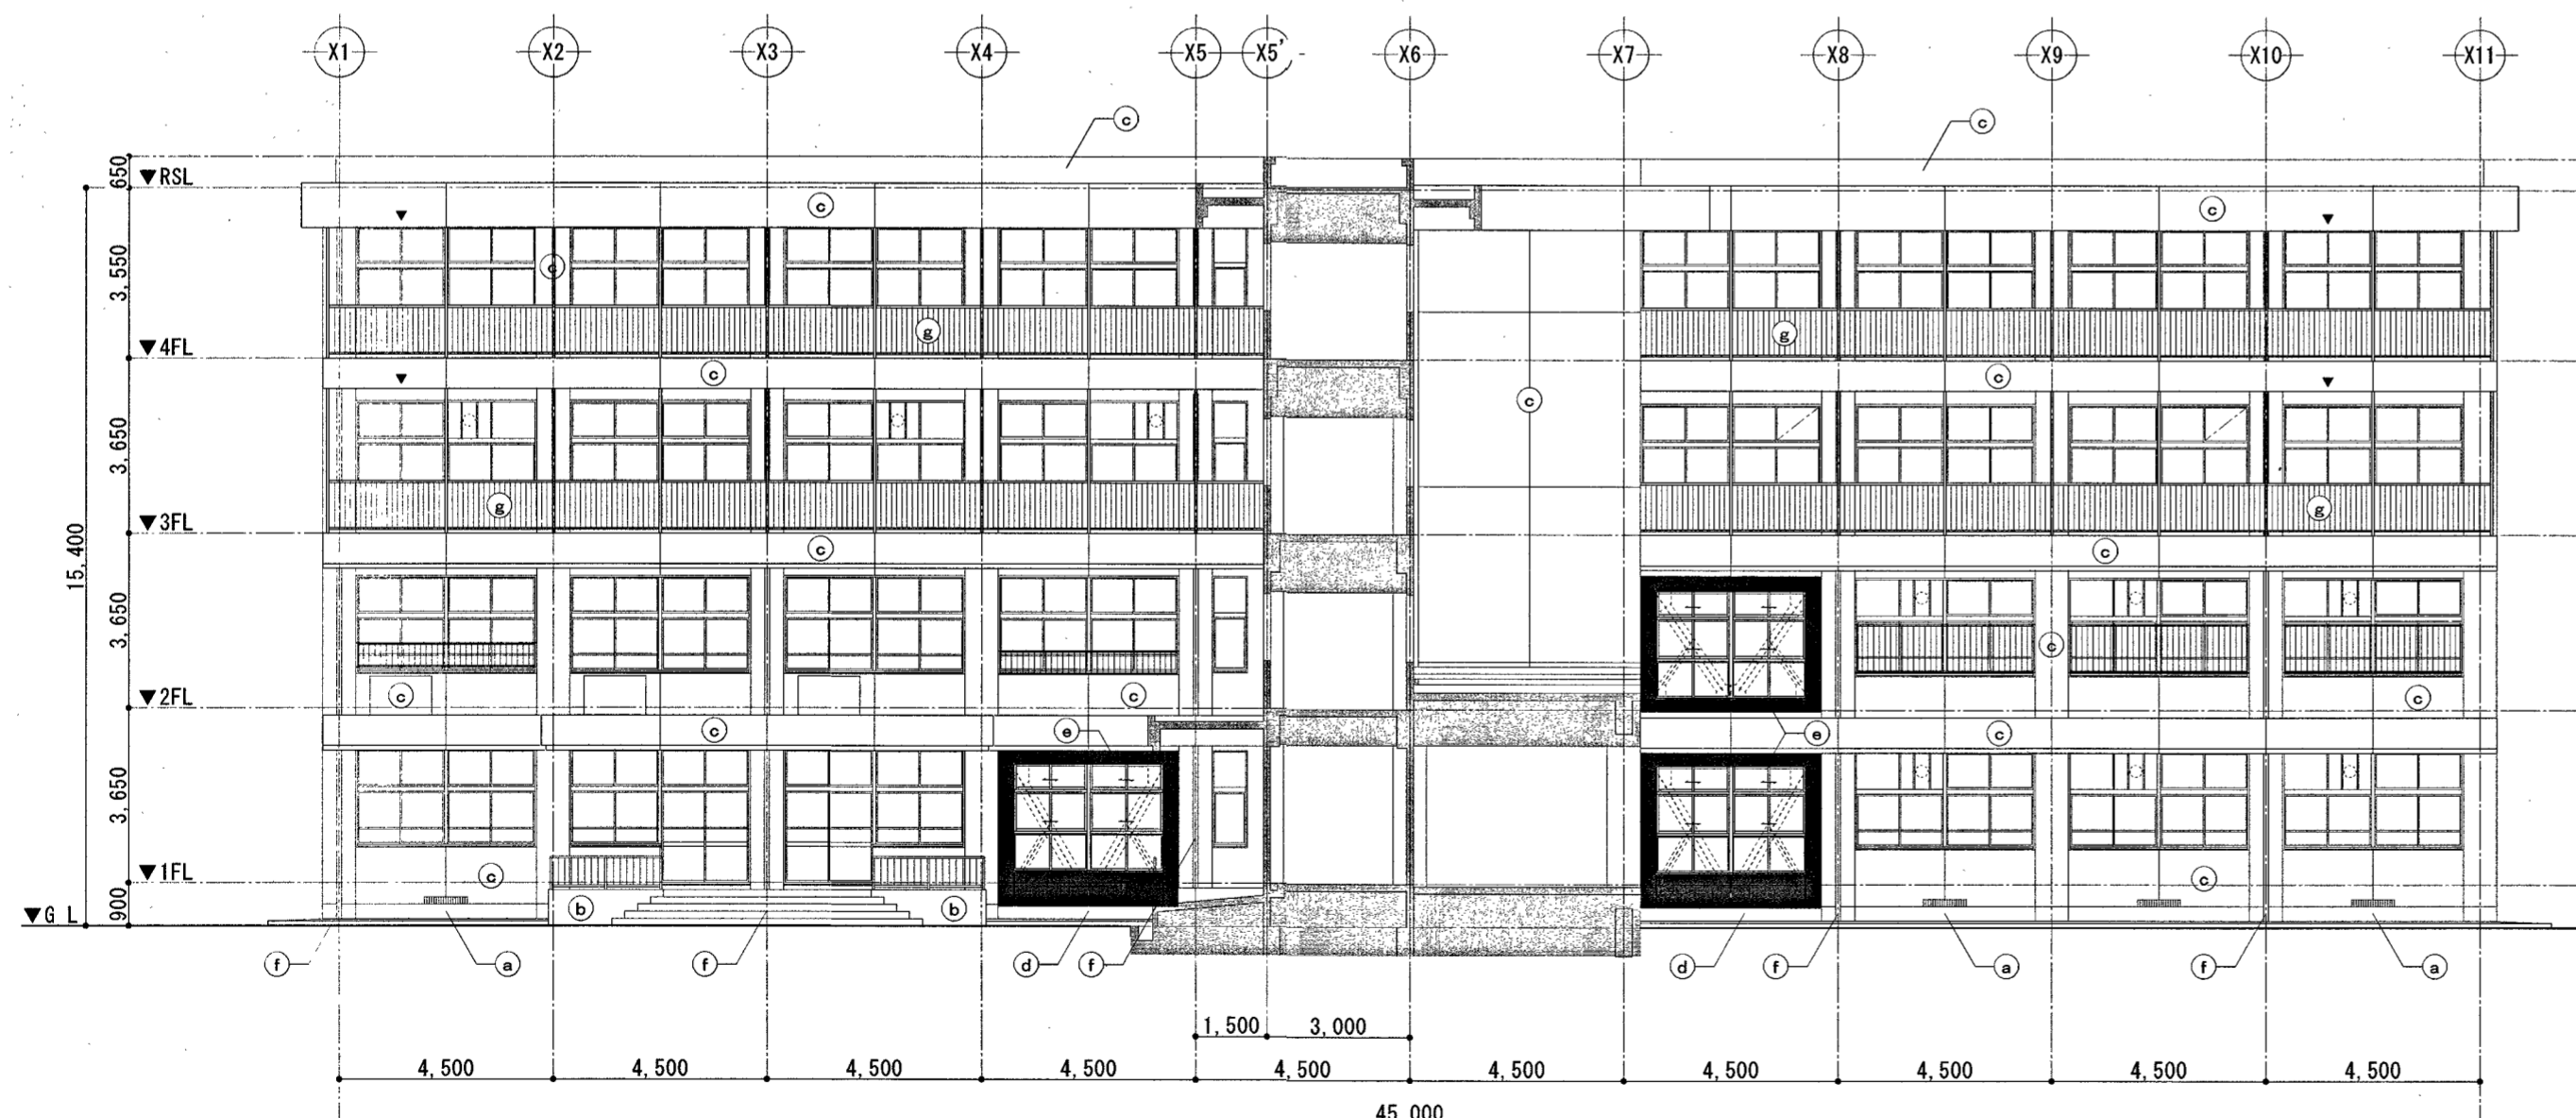 X1 X2 X3 X4 X5 X5' X6 X7 X8 X9 X10 X11
c c
650
▼RSL
c c
3,550
c
g g
▼4FL
c c
c
3,650
g g
▼3FL
c c
15,400
3,650
c
c c c
▼2FL
c e e c
3,650
▼1FL
c c
900
b b
▼G L
f a f d f d f a f a
1,500 3,000
4,500 4,500 4,500 4,500 4,500 4,500 4,500 4,500 4,500 4,500
45,000